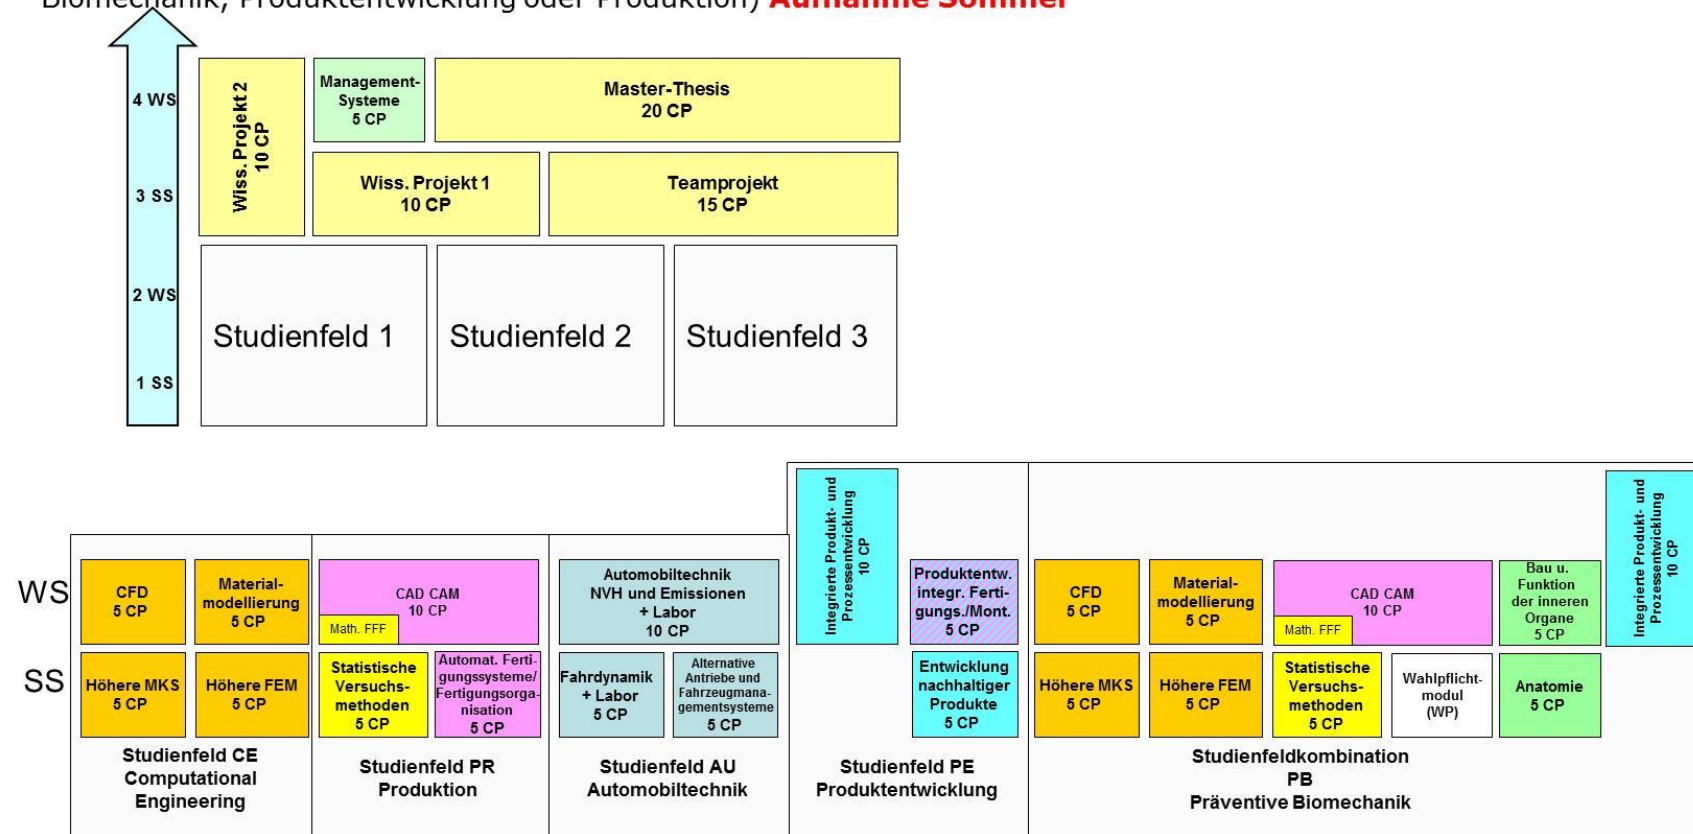 Biomechanik, Produktentwicklung oder Produktion) Aufnahme Sommer
4 WS
3 SS
2 WS
1 SS
Wiss. Projekt 2
10 CP
Management-
Systeme
5 CP
Master-Thesis
20 CP
Wiss. Projekt 1
10 CP
Teamprojekt
15 CP
Studienfeld 1
Studienfeld 2
Studienfeld 3
WS
SS
CFD
5 CP
Material-
modellierung
5 CP
Höhere MKS
5 CP
Höhere FEM
5 CP
Studienfeld CE
Computational
Engineering
CAD CAM
10 CP
Math. FFF
Statistische
Versuchs-
methoden
5 CP
Automat. Ferti-
gungssysteme/
Fertigungsorga-
nisation
5 CP
Studienfeld PR
Produktion
Automobiltechnik
NVH und Emissionen
+ Labor
10 CP
Fahrdynamik
+ Labor
5 CP
Alternative
Antriebe und
Fahrzeugmana-
gementsysteme
5 CP
Studienfeld AU
Automobiltechnik
Integrierte Produkt- und
Prozessentwicklung
10 CP
Produktentw.
integr. Ferti-
gungs./Mont.
5 CP
Entwicklung
nachhaltiger
Produkte
5 CP
Studienfeld PE
Produktentwicklung
CFD
5 CP
Material-
modellierung
5 CP
CAD CAM
10 CP
Math. FFF
Bau u.
Funktion
der inneren
Organe
5 CP
Integrierte Produkt- und
Prozessentwicklung
10 CP
Höhere MKS
5 CP
Höhere FEM
5 CP
Statistische
Versuchs-
methoden
5 CP
Wahlpflicht-
modul
(WP)
Anatomie
5 CP
Studienfeldkombination
PB
Präventive Biomechanik